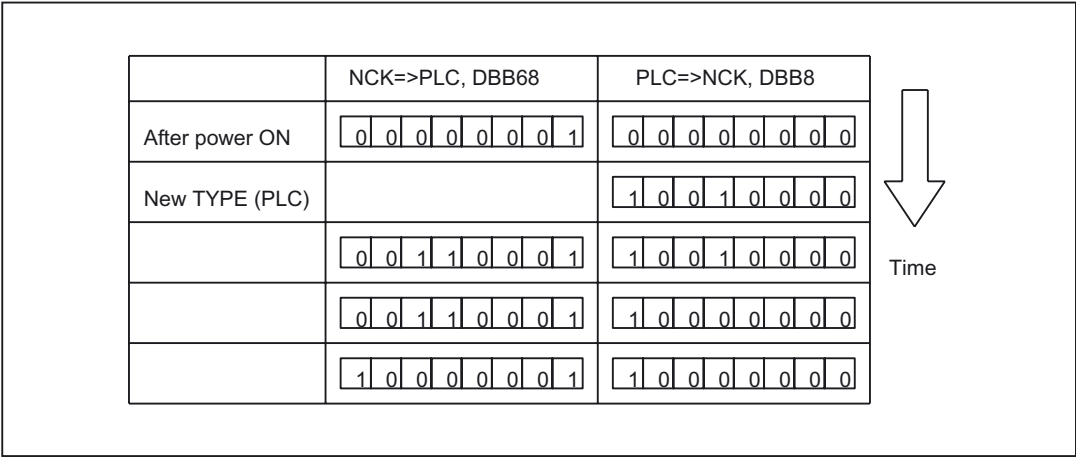 NCK=>PLC, DBB68 PLC=>NCK, DBB8
After power ON 0 0 0 0 0 0 0 1 0 0 0 0 0 0 0 0
New TYPE (PLC) 1 0 0 1 0 0 0 0
0 0 1 1 0 0 0 1 1 0 0 1 0 0 0 0
Time
0 0 1 1 0 0 0 1 1 0 0 0 0 0 0 0
1 0 0 0 0 0 0 1 1 0 0 0 0 0 0 0